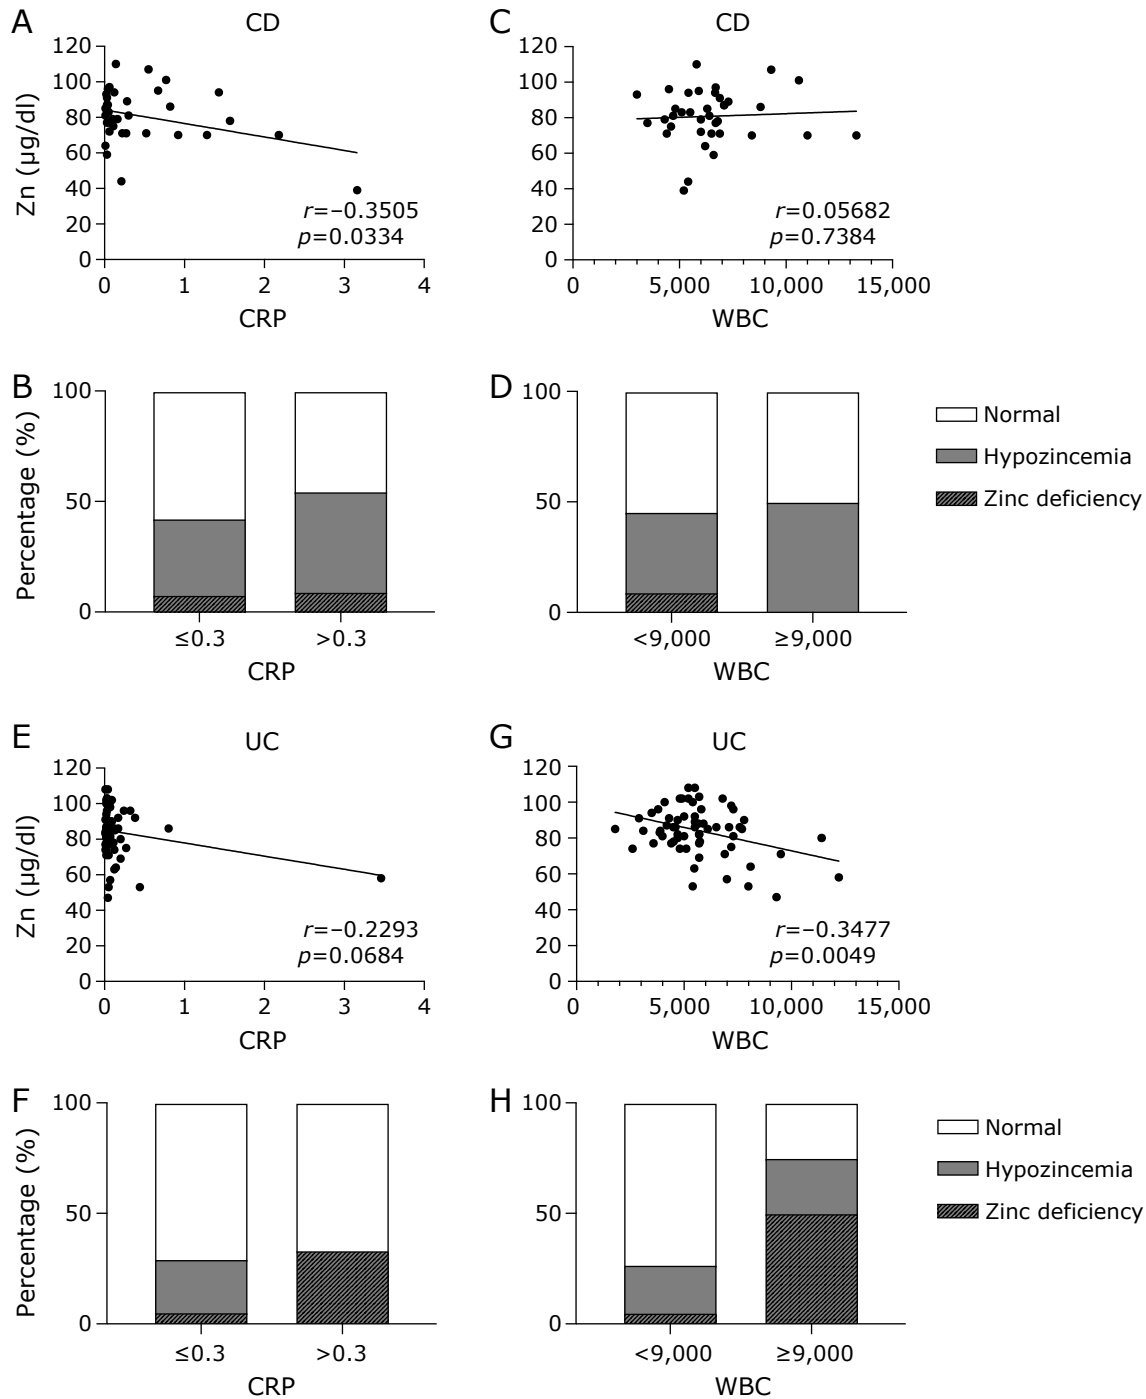 A
CD
Zn (μg/dl)
120
100
80
60
40
20
0
r=−0.3505
p=0.0334
0 1 2 3 4
CRP
C
CD
120
100
80
60
40
20
0
r=0.05682
p=0.7384
0 5,000 10,000 15,000
WBC
B
Percentage (%)
100
50
0
≤0.3 >0.3
CRP
D
100
50
0
<9,000 ≥9,000
WBC
Normal
Hypozincemia
Zinc deficiency
E
UC
Zn (μg/dl)
120
100
80
60
40
20
0
r=−0.2293
p=0.0684
0 1 2 3 4
CRP
G
UC
120
100
80
60
40
20
0
r=−0.3477
p=0.0049
0 5,000 10,000 15,000
WBC
F
Percentage (%)
100
50
0
≤0.3 >0.3
CRP
H
100
50
0
<9,000 ≥9,000
WBC
Normal
Hypozincemia
Zinc deficiency